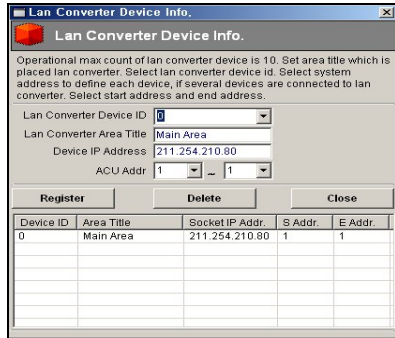 Lan Converter Device Info.
Lan Converter Device Info.
Operational max count of lan converter device is 10. Set area title which is
placed lan converter. Select lan converter device id. Select system
address to define each device, if several devices are connected to lan
converter. Select start address and end address.
Lan Converter Device ID 0
Lan Converter Area Title Main Area
Device IP Address 211.254.210.80
ACU Addr 1 ~ 1
Register Delete Close
Device ID Area Title Socket IP Addr. S Addr. E Addr.
0 Main Area 211.254.210.80 1 1